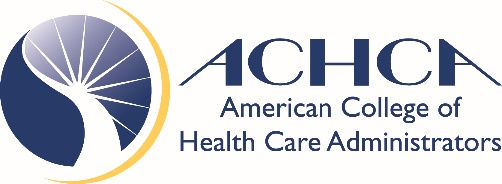 ACHCA
American College of
Health Care Administrators